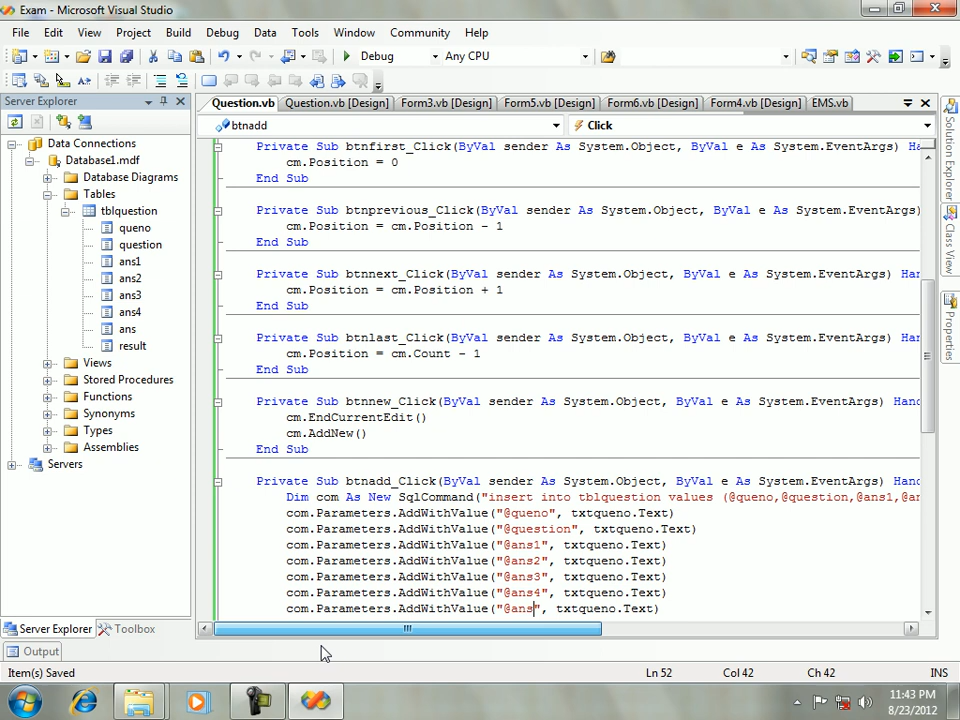 Exam - Microsoft Visual Studio
File Edit View Project Build Debug Data Tools Window Community Help
Debug Any CPU
Server Explorer
Question.vb Question.vb [Design] Form3.vb [Design] Form5.vb [Design] Form6.vb [Design] Form4.vb [Design] EMS.vb
btnadd Click
Data Connections
Database1.mdf
Database Diagrams
Tables
tblquestion
queno
question
ans1
ans2
ans3
ans4
ans
result
Views
Stored Procedures
Functions
Synonyms
Types
Assemblies
Servers
Private Sub btnfirst_Click(ByVal sender As System.Object, ByVal e As System.EventArgs) Ha
cm.Position = 0
End Sub
Private Sub btnprevious_Click(ByVal sender As System.Object, ByVal e As System.EventArgs)
cm.Position = cm.Position - 1
End Sub
Private Sub btnnext_Click(ByVal sender As System.Object, ByVal e As System.EventArgs) Han
cm.Position = cm.Position + 1
End Sub
Private Sub btnlast_Click(ByVal sender As System.Object, ByVal e As System.EventArgs) Han
cm.Position = cm.Count - 1
End Sub
Private Sub btnnew_Click(ByVal sender As System.Object, ByVal e As System.EventArgs) Hand
cm.EndCurrentEdit()
cm.AddNew()
End Sub
Private Sub btnadd_Click(ByVal sender As System.Object, ByVal e As System.EventArgs) Hand
Dim com As New SqlCommand("insert into tblquestion values (@queno,@question,@ans1,@an
com.Parameters.AddWithValue("@queno", txtqueno.Text)
com.Parameters.AddWithValue("@question", txtqueno.Text)
com.Parameters.AddWithValue("@ans1", txtqueno.Text)
com.Parameters.AddWithValue("@ans2", txtqueno.Text)
com.Parameters.AddWithValue("@ans3", txtqueno.Text)
com.Parameters.AddWithValue("@ans4", txtqueno.Text)
com.Parameters.AddWithValue("@ans", txtqueno.Text)
Solution Explorer
Class View
Properties
Server Explorer Toolbox
Output
Item(s) Saved Ln 52 Col 42 Ch 42 INS
11:43 PM
8/23/2012